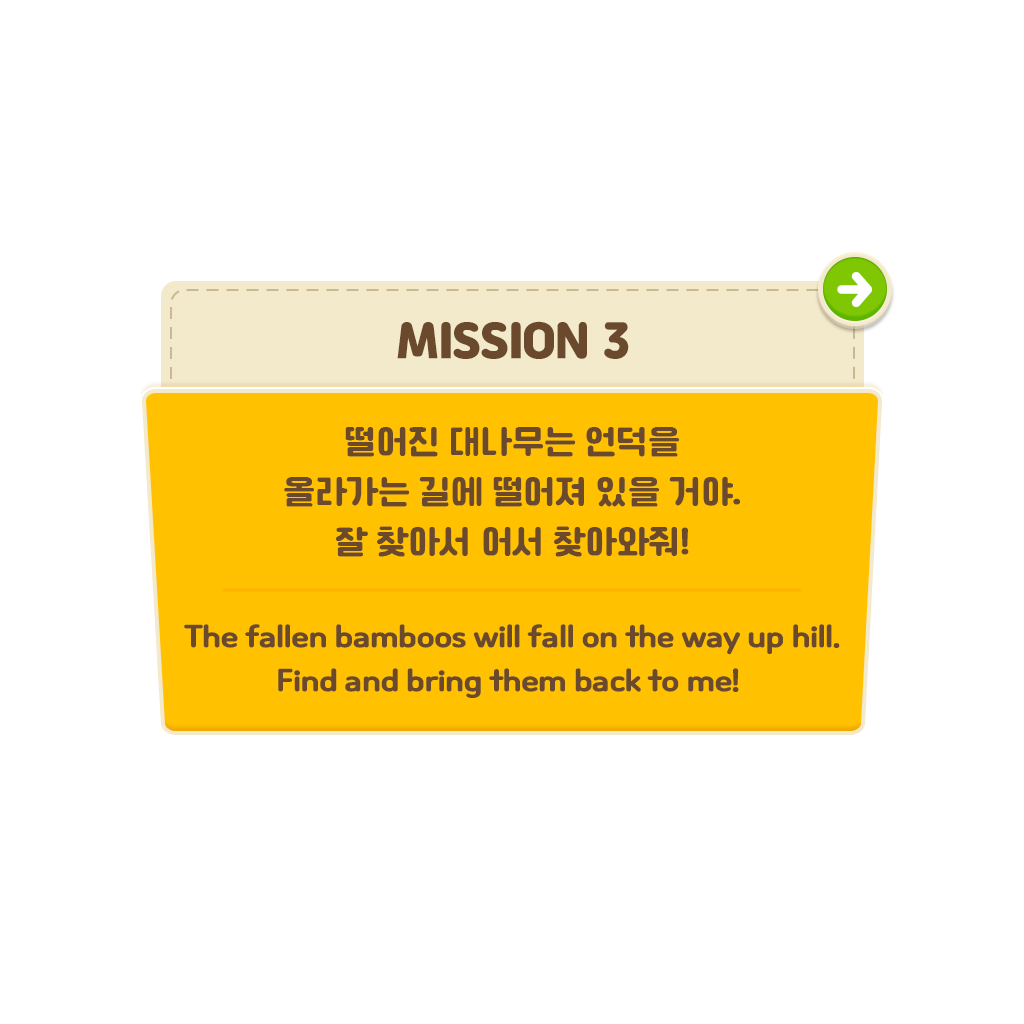 MISSION 3
떨어진 대나무는 언덕을
올라가는 길에 떨어져 있을 거야.
잘 찾아서 어서 찾아와줘!
The fallen bamboos will fall on the way up hill.
Find and bring them back to me!